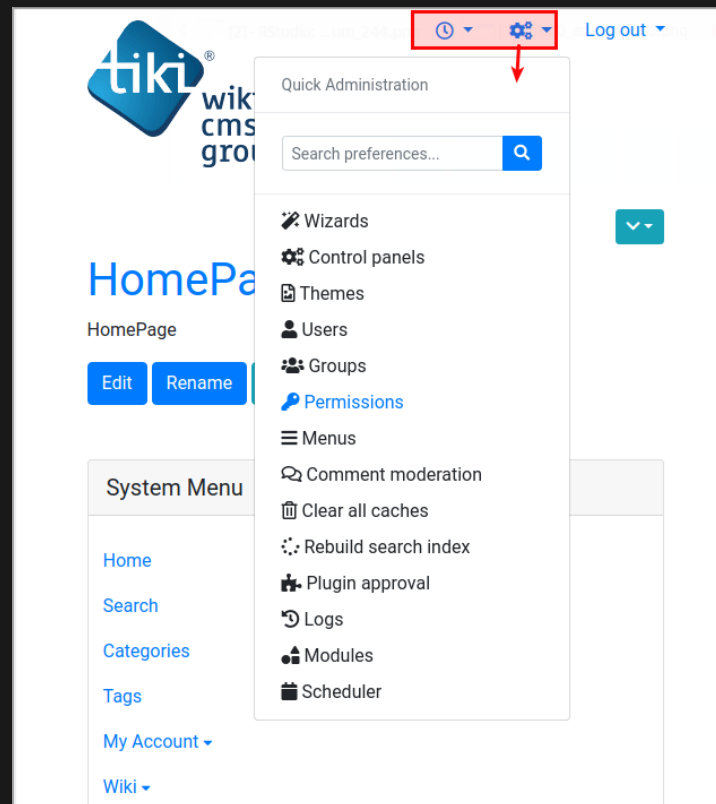 Log out
tiki®
wik
cms
grou
Quick Administration
Search preferences...
Wizards
Control panels
HomePa
Themes
HomePage
Users
Groups
Edit Rename
Permissions
Menus
Comment moderation
System Menu
Clear all caches
Rebuild search index
Home
Plugin approval
Search
Logs
Categories
Modules
Tags
Scheduler
My Account
Wiki